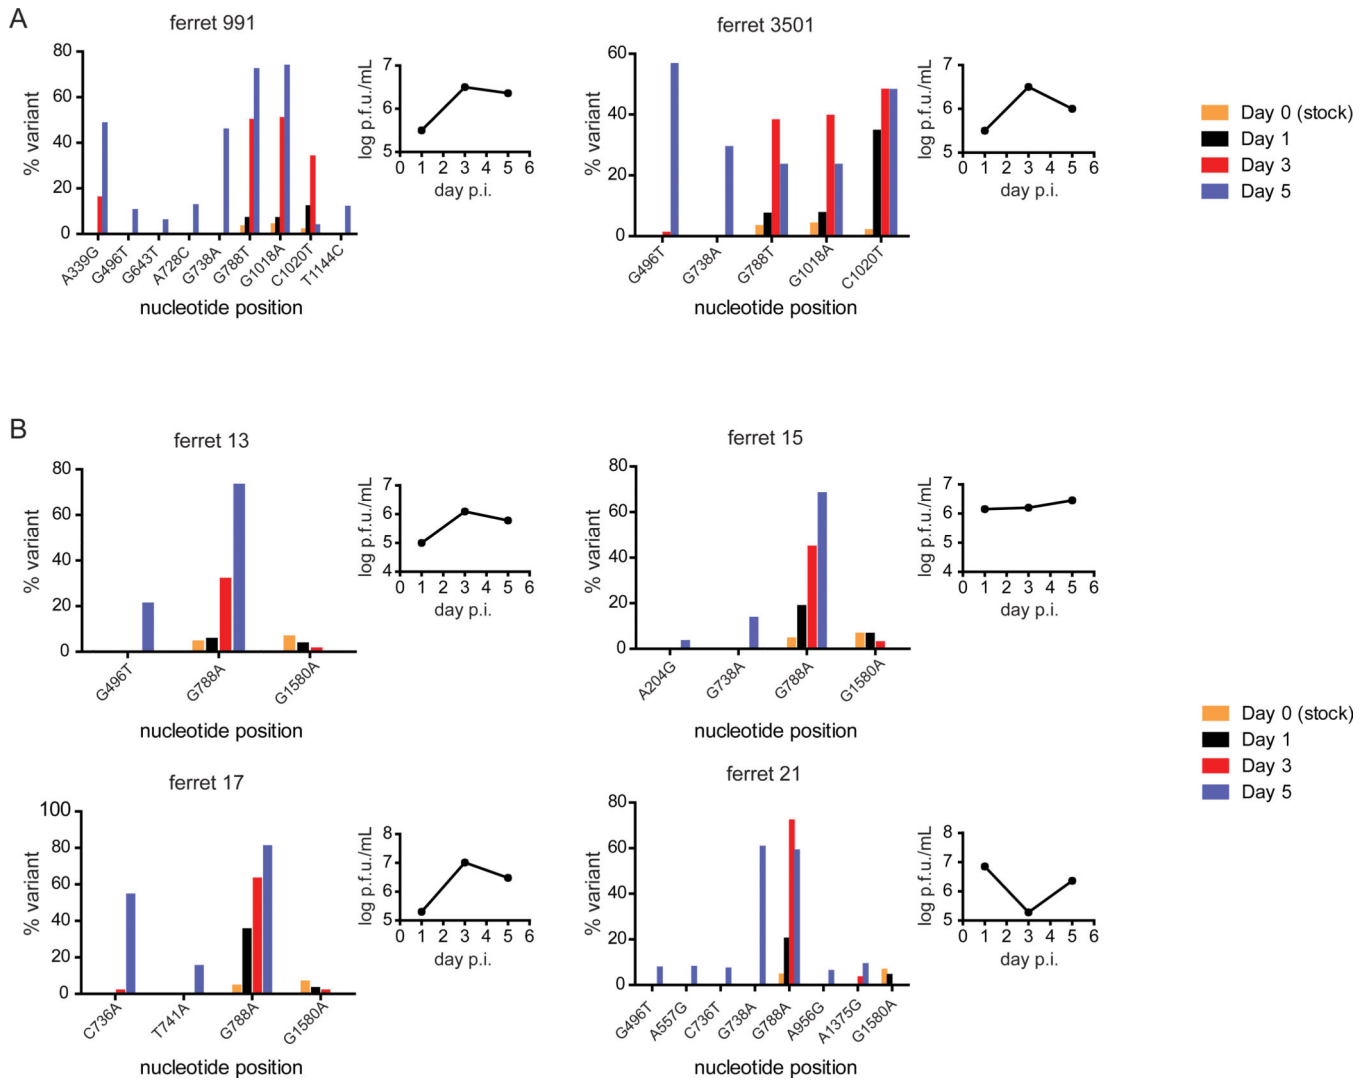 A
ferret 991
% variant
80
60
40
20
0
A339G
G496T
G643T
A728C
G738A
G788T
G1018A
C1020T
T1144C
nucleotide position
log p.f.u./mL
7
6
5
0 1 2 3 4 5 6
day p.i.
ferret 3501
% variant
60
40
20
0
G496T
G738A
G788T
G1018A
C1020T
nucleotide position
log p.f.u./mL
7
6
5
0 1 2 3 4 5 6
day p.i.
Day 0 (stock)
Day 1
Day 3
Day 5
B
ferret 13
% variant
80
60
40
20
0
G496T
G788A
G1580A
nucleotide position
log p.f.u./mL
7
6
5
4
0 1 2 3 4 5 6
day p.i.
ferret 15
% variant
80
60
40
20
0
A204G
G738A
G788A
G1580A
nucleotide position
log p.f.u./mL
7
6
5
4
0 1 2 3 4 5 6
day p.i.
Day 0 (stock)
Day 1
Day 3
Day 5
ferret 17
% variant
100
80
60
40
20
0
C736A
T741A
G788A
G1580A
nucleotide position
log p.f.u./mL
8
7
6
5
0 1 2 3 4 5 6
day p.i.
ferret 21
% variant
80
60
40
20
0
G496T
A557G
C736T
G738A
G788A
A956G
A1375G
G1580A
nucleotide position
log p.f.u./mL
8
7
6
5
0 1 2 3 4 5 6
day p.i.